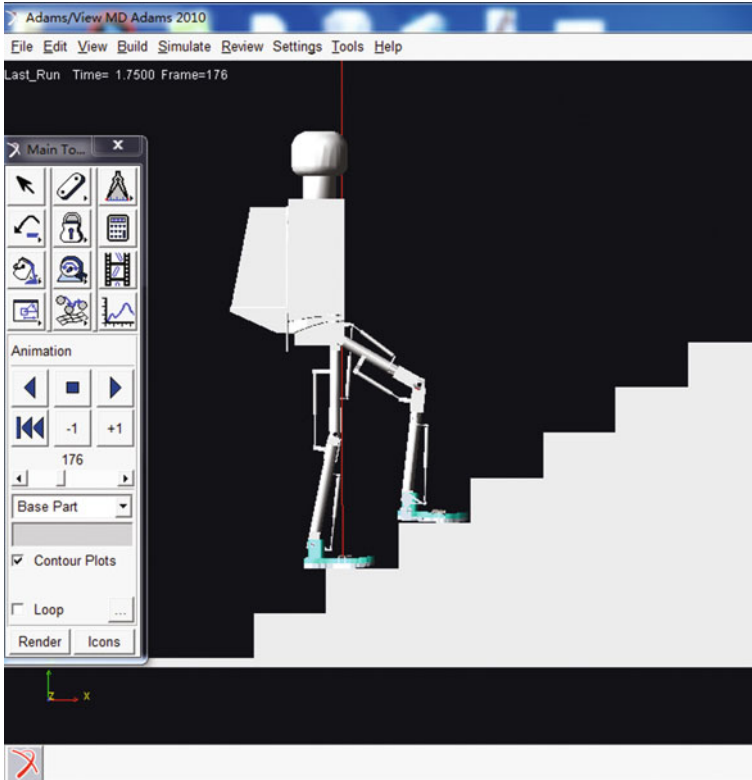 Adams/View MD Adams 2010
File Edit View Build Simulate Review Settings Tools Help
Last_Run Time= 1.7500 Frame=176
Main To... x
Animation
-1 +1
176
Base Part
Contour Plots
Loop ...
Render Icons
z x